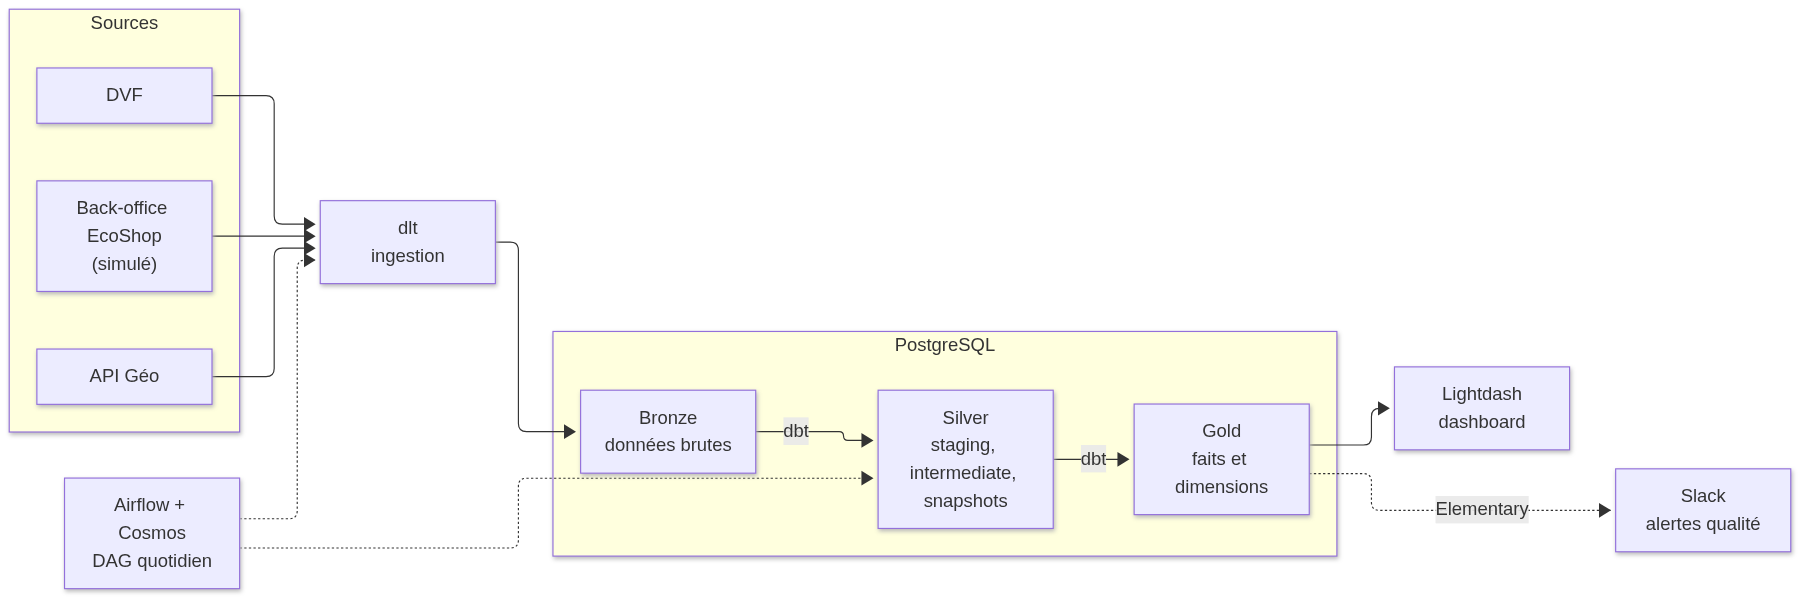 Sources
DVF
Back-office
EcoShop
(simulé)
API Géo
dlt
ingestion
Airflow +
Cosmos
DAG quotidien
PostgreSQL
Bronze
données brutes
dbt
Silver
staging,
intermediate,
snapshots
dbt
Gold
faits et
dimensions
Lightdash
dashboard
Elementary
Slack
alertes qualité